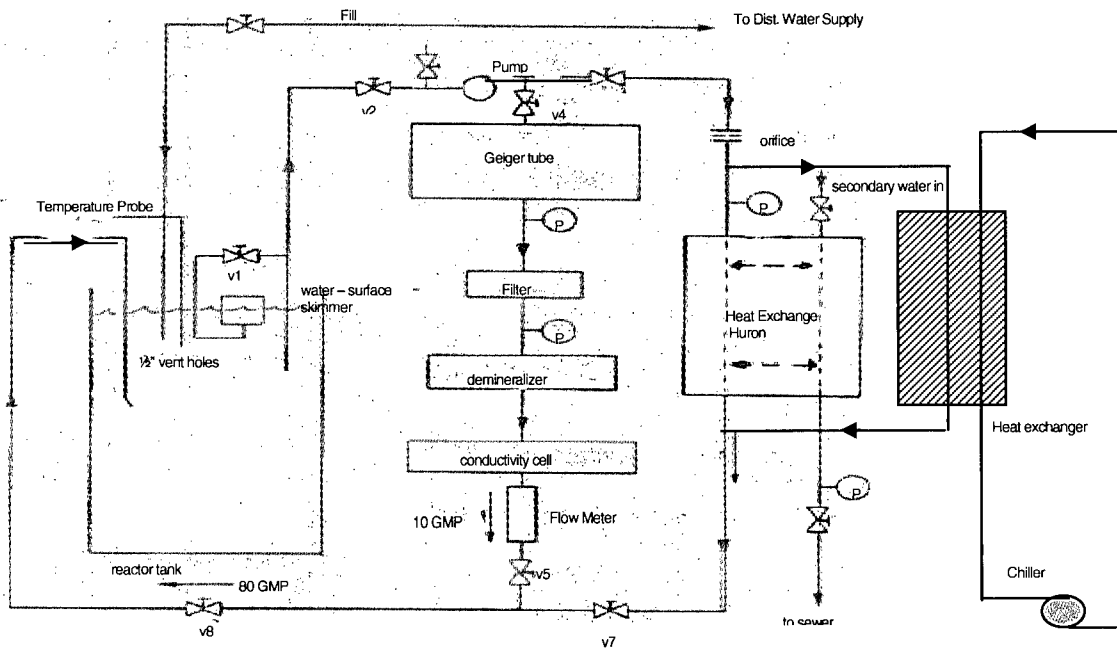 Fill
To Dist. Water Supply
Pump
v2
v4
orifice
Geiger tube
secondary water in
Temperature Probe
P
P
v1
water – surface
skimmer
Filter
Heat Exchange
Huron
P
½" vent holes
demineralizer
Heat exchanger
conductivity cell
P
10 GMP
Flow Meter
reactor tank
v5
Chiller
80 GMP
to sewer
v8
v7